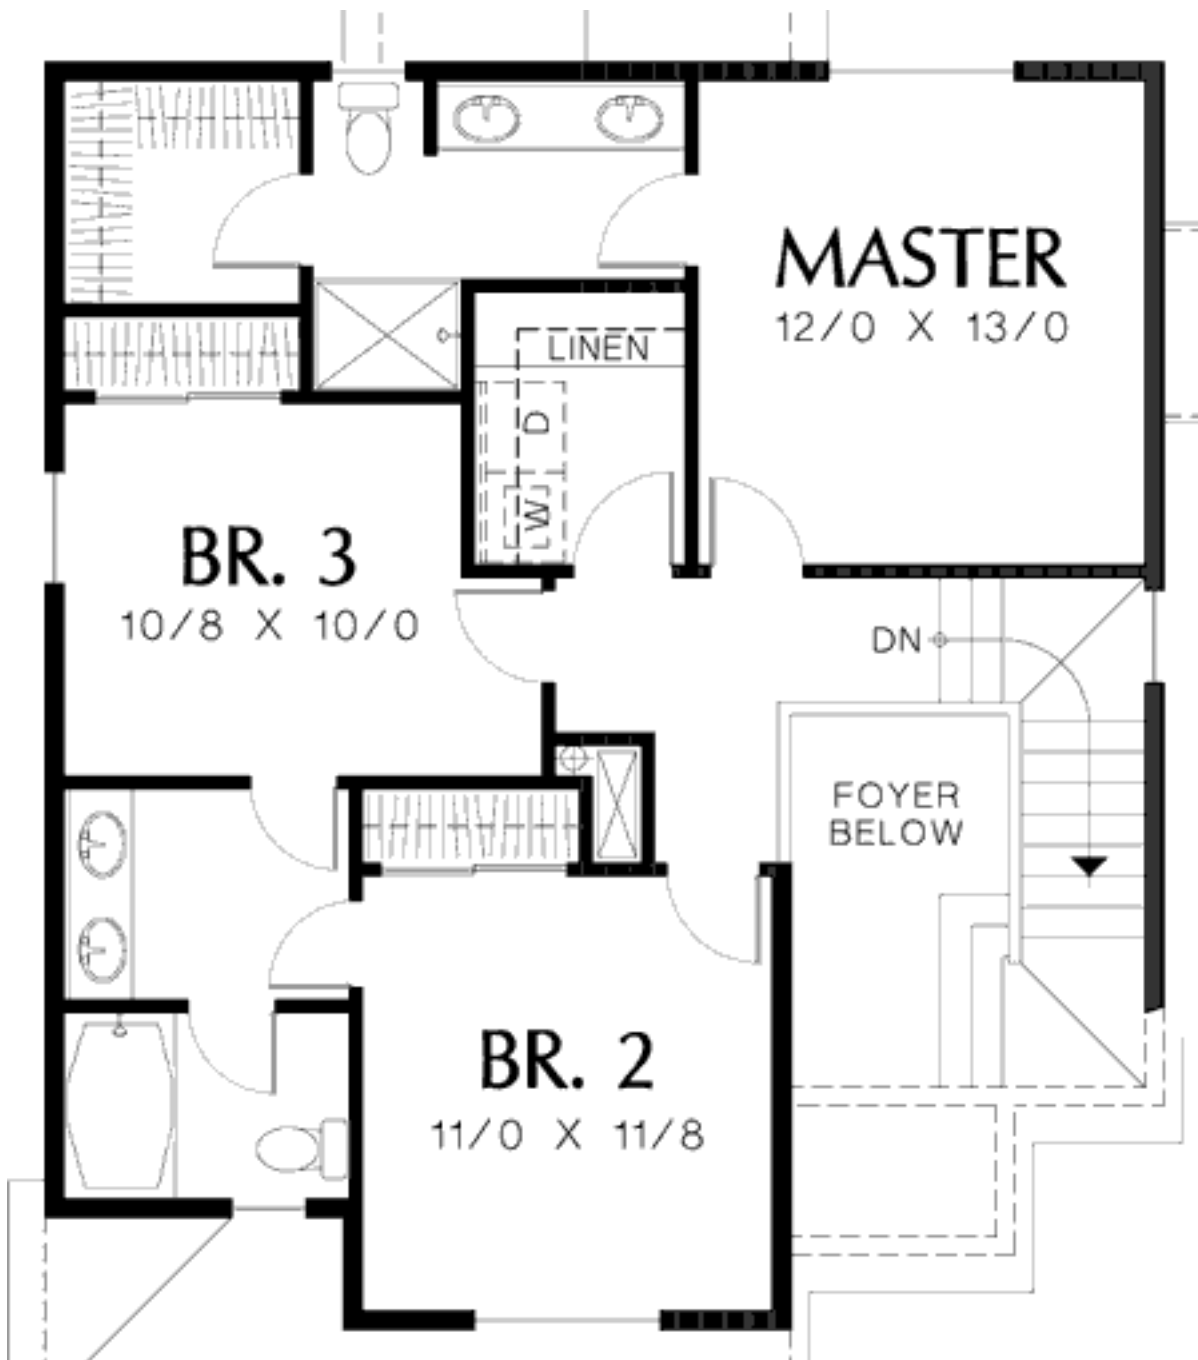 MASTER
12/0 X 13/0
LINEN
D
W
BR. 3
10/8 X 10/0
DN
FOYER
BELOW
BR. 2
11/0 X 11/8